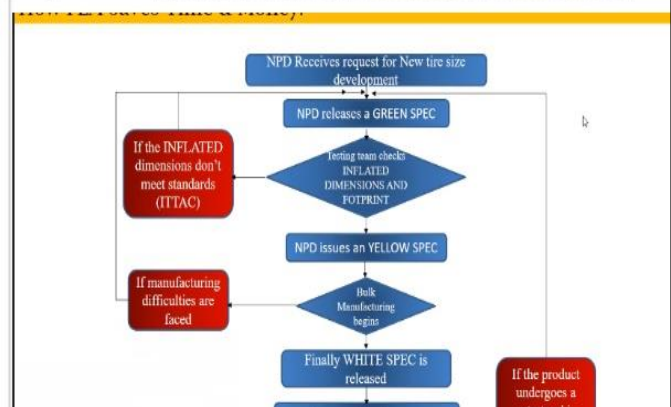 NPD Receives request for New tire size
development
NPD releases a GREEN SPEC
If the INFLATED
dimensions don't
meet standards
(ITTAC)
Testing team checks
INFLATED
DIMENSIONS AND
FOTPRINT
NPD issues an YELLOW SPEC
If manufacturing
difficulties are
faced
Bulk
Manufacturing
begins
Finally WHITE SPEC is
released
If the product
undergoes a